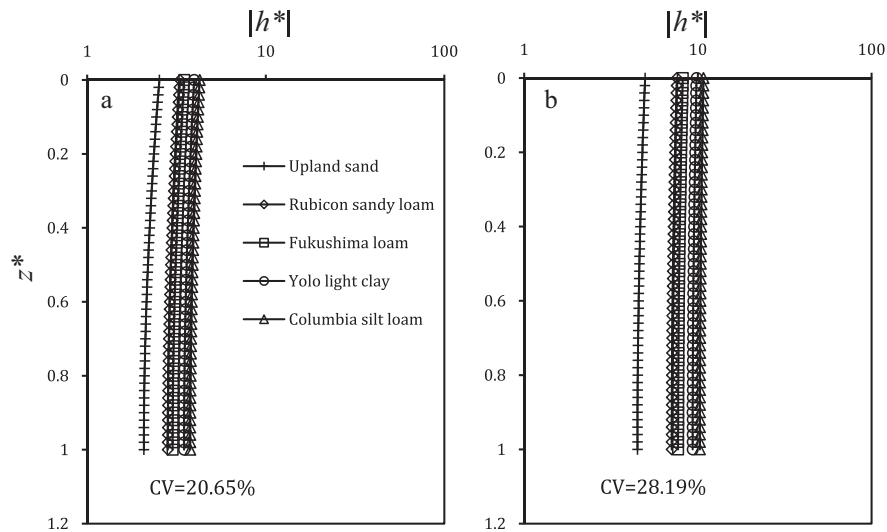 |h*|
|h*|
1 10 100
1 10 100
0
0.2
0.4
0.6
0.8
1
1.2
z*
a
Upland sand
Rubicon sandy loam
Fukushima loam
Yolo light clay
Columbia silt loam
CV=20.65%
0
0.2
0.4
0.6
0.8
1
1.2
b
CV=28.19%